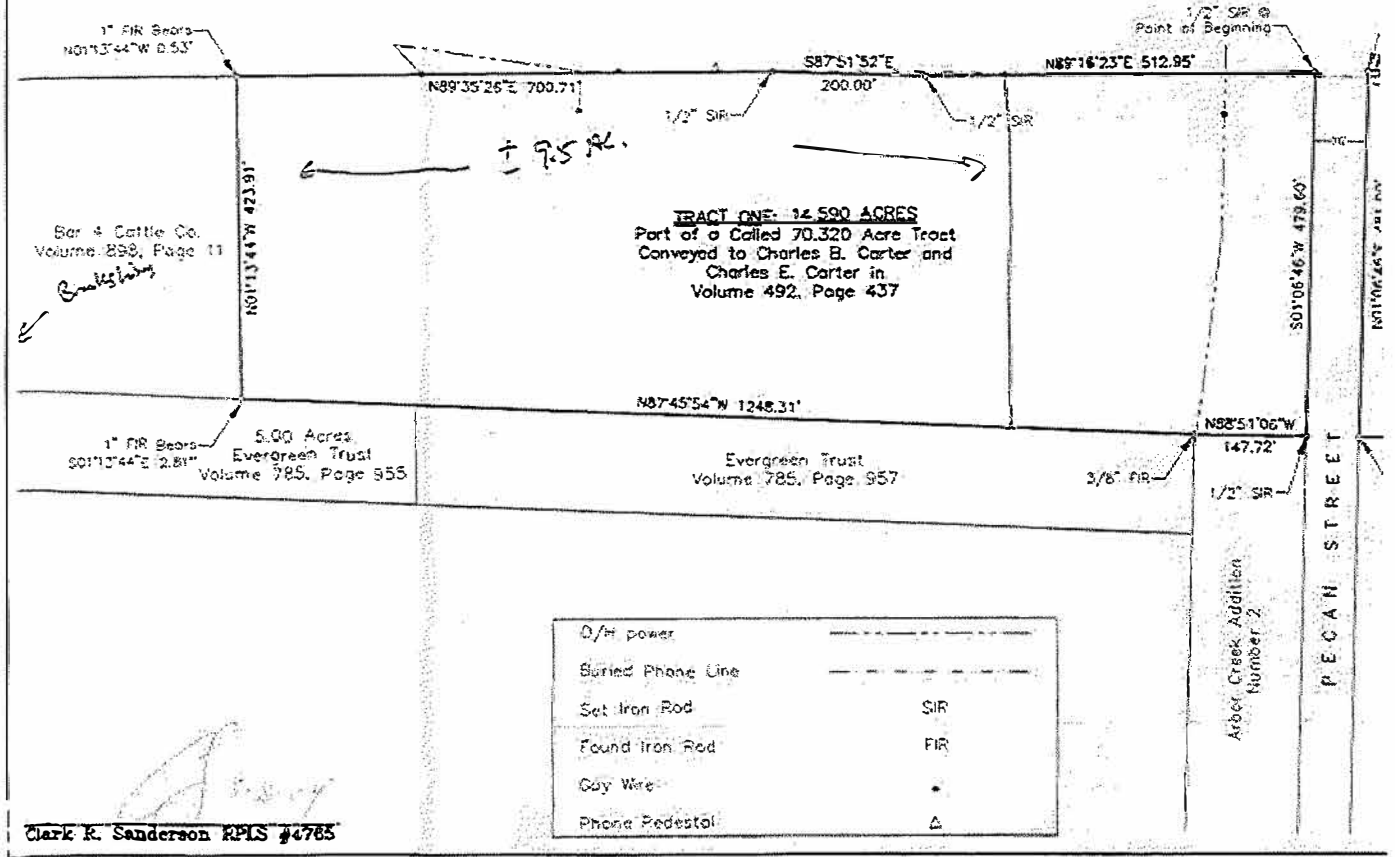 1" FIR Bears
N01°13'44"W 0.53'
1/2" SIR @
Point of Beginning
N89°35'26"E 700.71'
S87°51'52"E
200.00'
N89°16'23"E 512.95'
1/2" SIR
1/2" SIR
± 9.5 AC.
N01°13'44"W 423.91'
Bar 4 Cattle Co.
Volume 898, Page 11
TRACT ONE: 14.590 ACRES
Part of a Called 70.320 Acre Tract
Conveyed to Charles B. Carter and
Charles E. Carter in
Volume 492, Page 437
S01°06'46"W 479.60'
N01°06'46"E
N87°45'54"W 1248.31'
N88°51'06"W
147.72'
1" FIR Bears
S01°13'44"E 2.81'
5.00 Acres
Evergreen Trust
Volume 785, Page 955
Evergreen Trust
Volume 785, Page 957
3/8" FIR
1/2" SIR
PECAN STREET
Arbor Creek Addition
Number 2
O/H power
Buried Phone Line
Set Iron Rod SIR
Found Iron Rod FIR
Guy Wire
Phone Pedestal
Clark R. Sanderson RPLS #4765